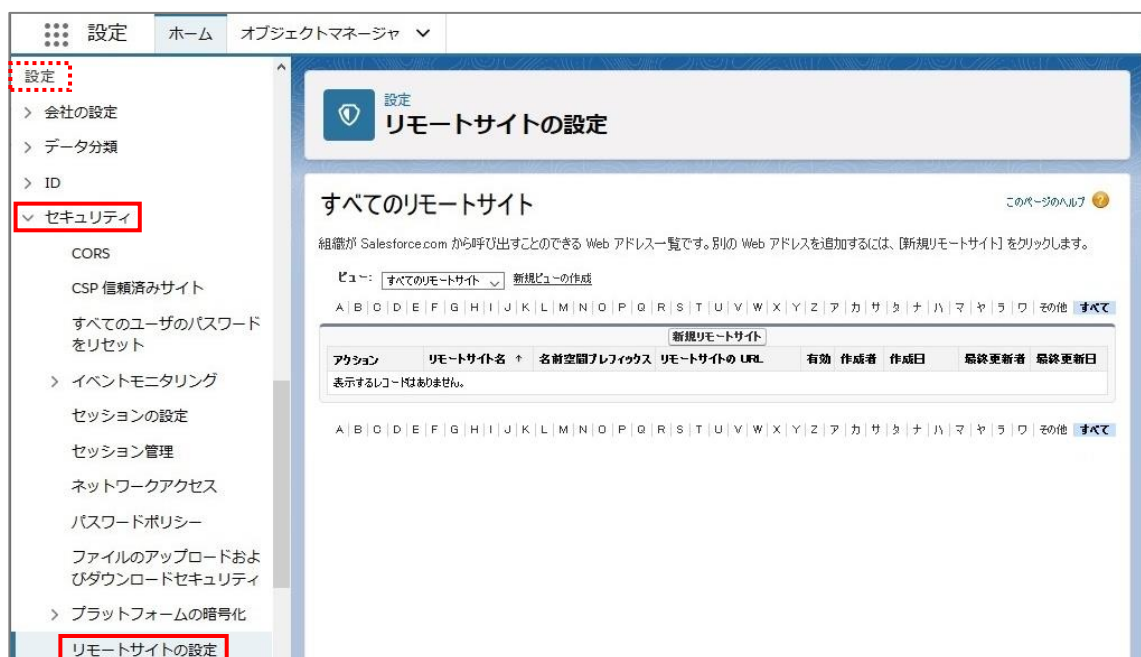 設定 ホーム オブジェクトマネージャ
設定
会社の設定
データ分類
ID
セキュリティ
CORS
CSP 信頼済みサイト
すべてのユーザのパスワード
をリセット
イベントモニタリング
セッションの設定
セッション管理
ネットワークアクセス
パスワードポリシー
ファイルのアップロードおよ
びダウンロードセキュリティ
プラットフォームの暗号化
リモートサイトの設定
設定
リモートサイトの設定
すべてのリモートサイト
このページのヘルプ
組織が Salesforce.com から呼び出すことのできる Web アドレス一覧です。別の Web アドレスを追加するには、[新規リモートサイト] をクリックします。
ビュー: すべてのリモートサイト 新規ビューの作成
A | B | C | D | E | F | G | H | I | J | K | L | M | N | O | P | Q | R | S | T | U | V | W | X | Y | Z | ア | カ | サ | タ | ナ | ハ | マ | ヤ | ラ | ワ | その他 すべて
新規リモートサイト
アクション リモートサイト名 ↑ 名前空間プレフィックス リモートサイトの URL 有効 作成者 作成日 最終更新者 最終更新日
表示するレコードはありません。
A | B | C | D | E | F | G | H | I | J | K | L | M | N | O | P | Q | R | S | T | U | V | W | X | Y | Z | ア | カ | サ | タ | ナ | ハ | マ | ヤ | ラ | ワ | その他 すべて